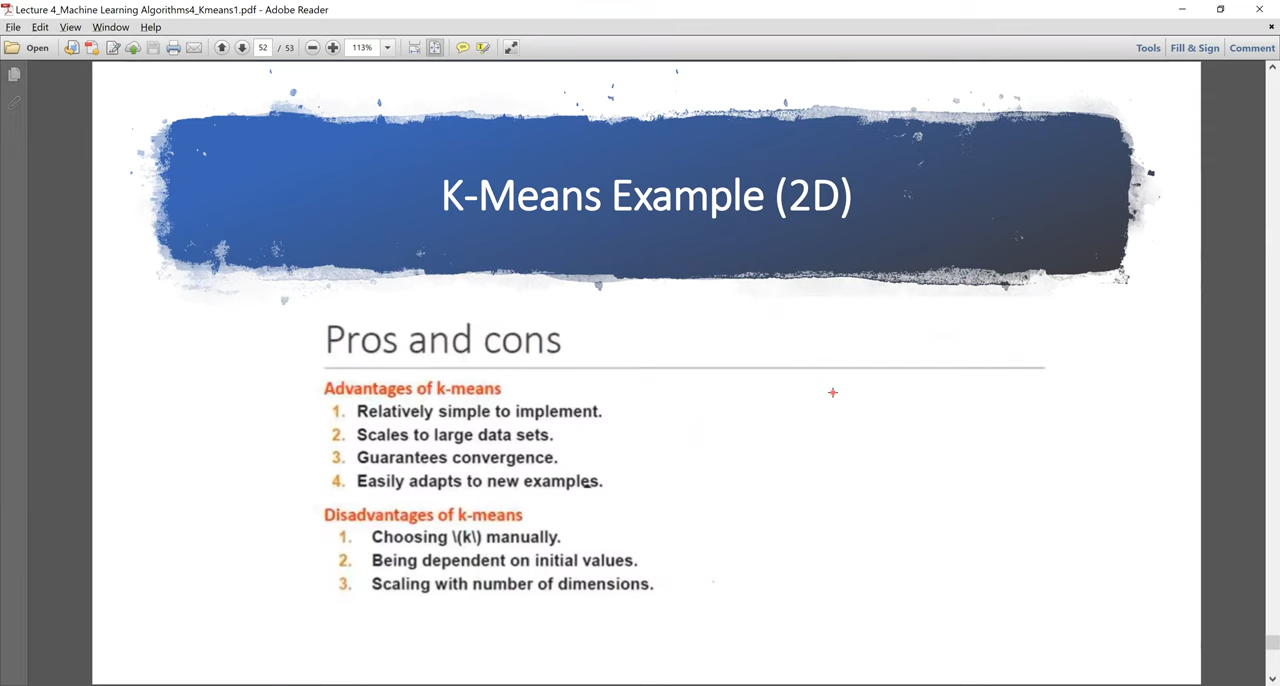 Lecture 4_Machine Learning Algorithms4_Kmeans1.pdf - Adobe Reader
File Edit View Window Help
Open 52 / 53 113% Tools Fill & Sign Comment
K-Means Example (2D)
Pros and cons
Advantages of k-means
1. Relatively simple to implement.
2. Scales to large data sets.
3. Guarantees convergence.
4. Easily adapts to new examples.
Disadvantages of k-means
1. Choosing \(k\) manually.
2. Being dependent on initial values.
3. Scaling with number of dimensions.